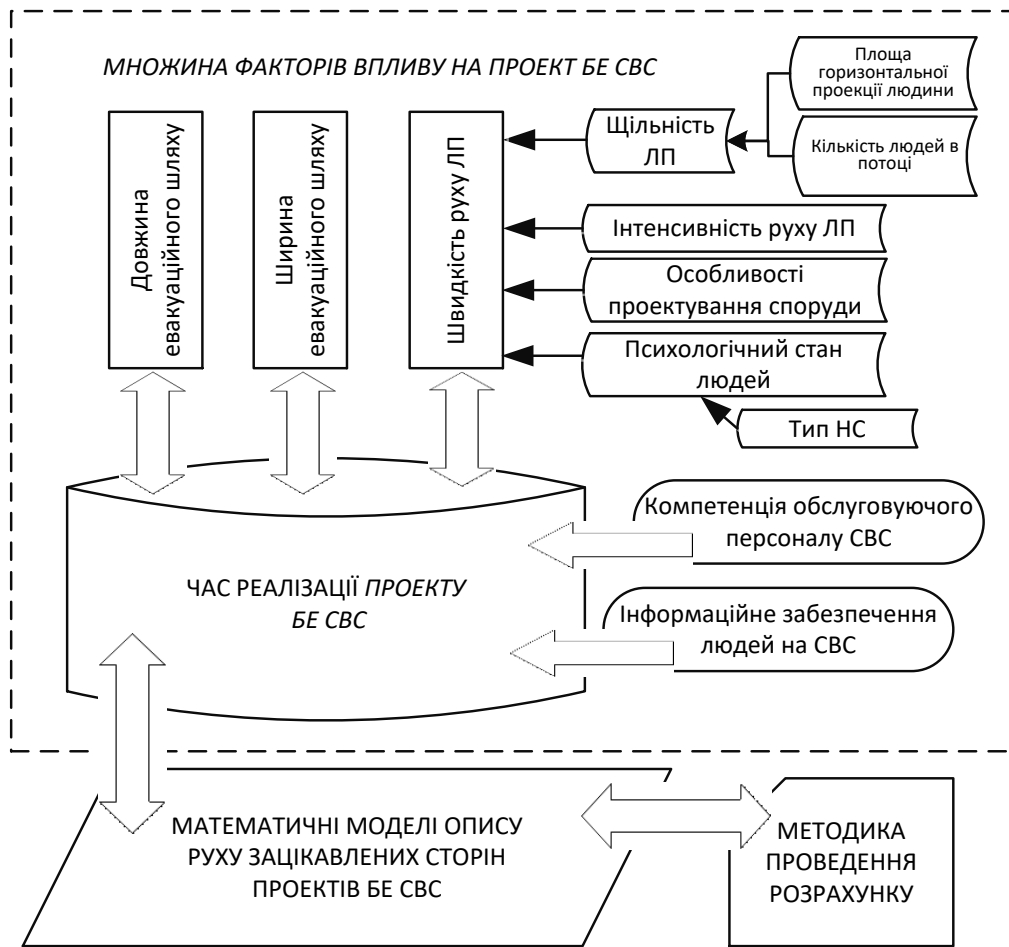 МНОЖИНА ФАКТОРІВ ВПЛИВУ НА ПРОЕКТ БЕ СВС
Площа
горизонтальної
проекції людини
Кількість людей в
потоці
Щільність
ЛП
Довжина
евакуаційного шляху
Ширина
евакуаційного шляху
Швидкість руху ЛП
Інтенсивність руху ЛП
Особливості
проектування споруди
Психологічний стан
людей
Тип НС
Компетенція обслуговуючого
персоналу СВС
ЧАС РЕАЛІЗАЦІЇ ПРОЕКТУ
БЕ СВС
Інформаційне забезпечення
людей на СВС
МАТЕМАТИЧНІ МОДЕЛІ ОПИСУ
РУХУ ЗАЦІКАВЛЕНИХ СТОРІН
ПРОЕКТІВ БЕ СВС
МЕТОДИКА
ПРОВЕДЕННЯ
РОЗРАХУНКУ